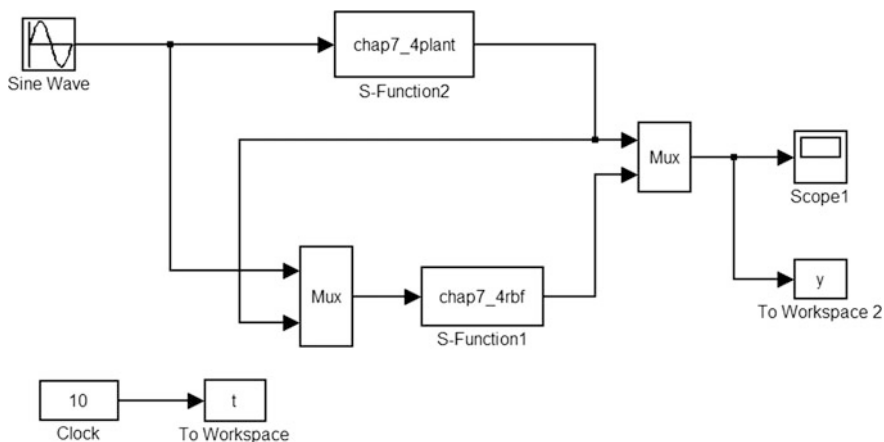 chap7_4plant
Sine Wave
S-Function2
Mux
Scope1
Mux
chap7_4rbf
y
S-Function1
To Workspace 2
10
t
Clock
To Workspace